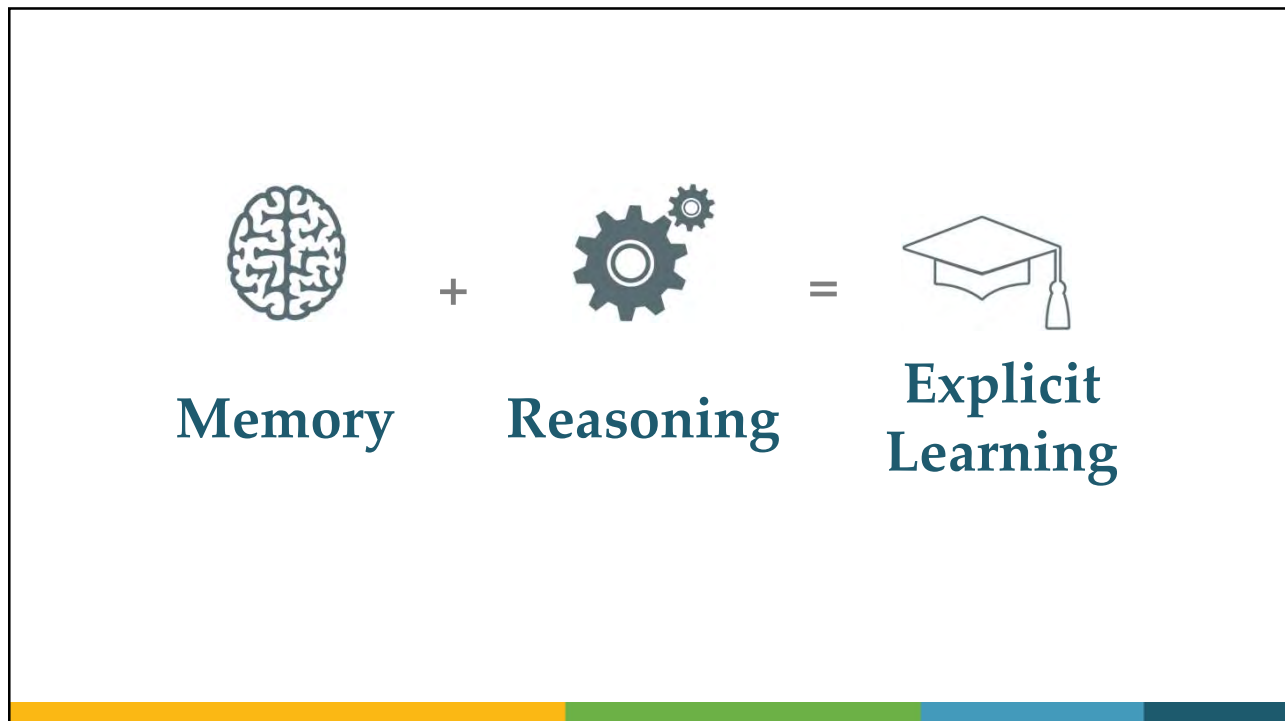 +
=
Memory
Reasoning
Explicit
Learning